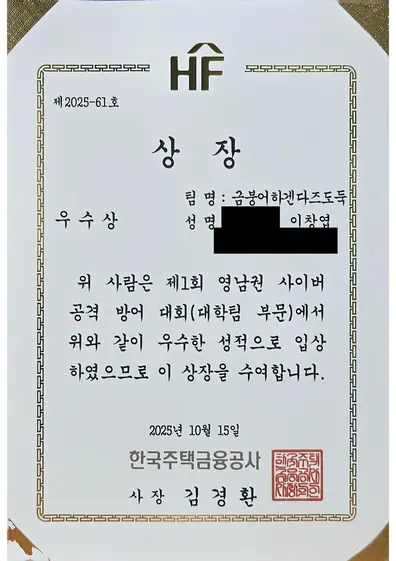 HF
제2025-61호
상 장
팀 명 : 금붕어하겐다즈도둑
우수상 성명 이창엽
위 사람은 제1회 영남권 사이버
공격 방어 대회(대학팀 부문)에서
위와 같이 우수한 성적으로 입상
하였으므로 이 상장을 수여합니다.
2025년 10월 15일
한국주택금융공사
사장 김경환